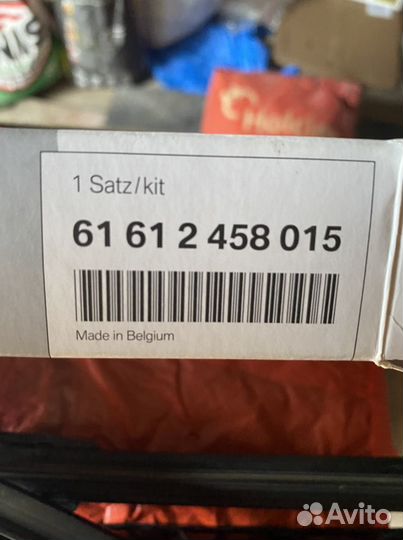 1 Satz/kit
61 61 2 458 015
Made in Belgium
Avito